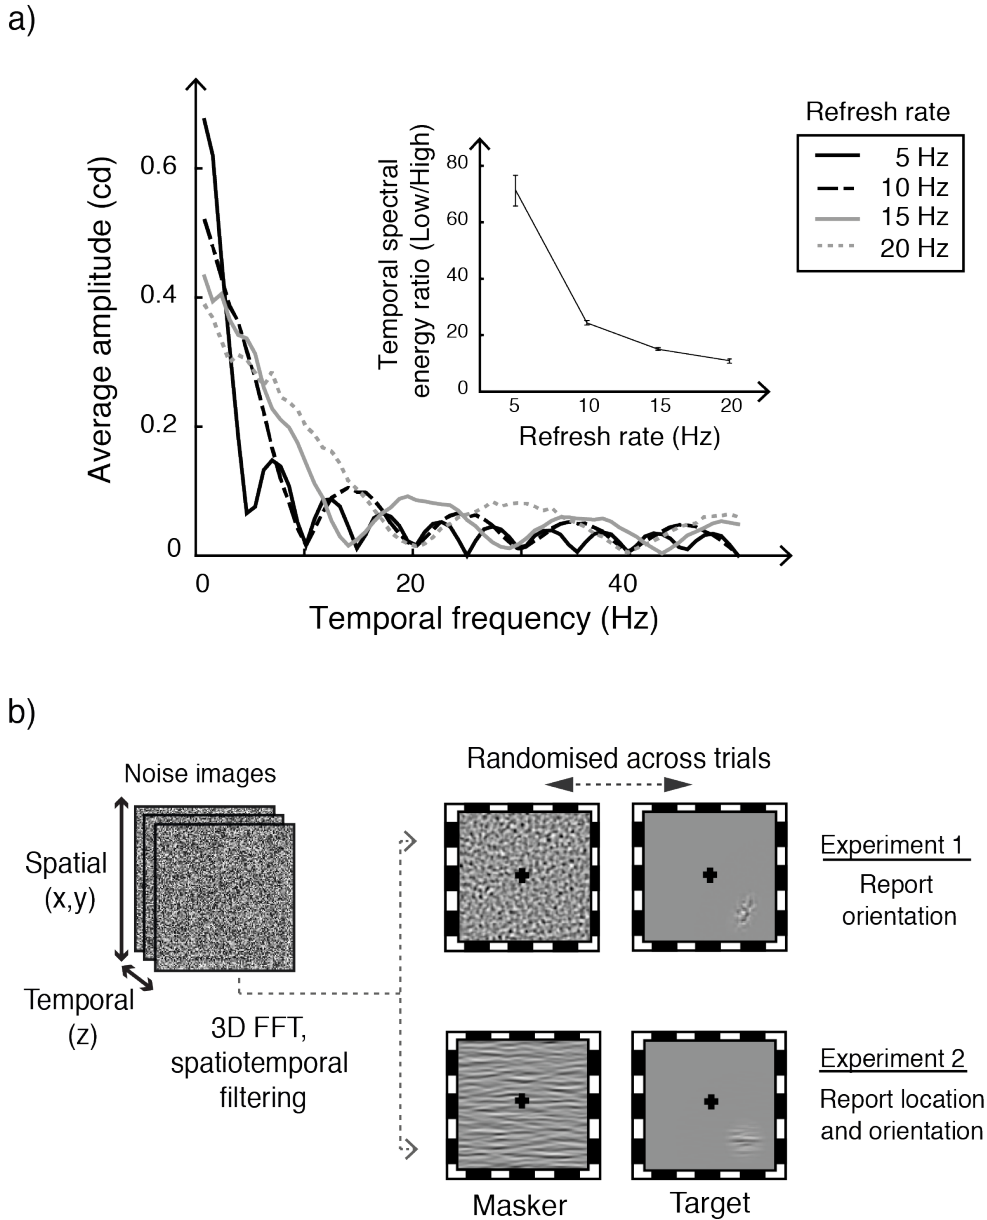 a)
Refresh rate
5 Hz
10 Hz
15 Hz
20 Hz
Average amplitude (cd)
0.6
0.4
0.2
0
0
20
40
Temporal frequency (Hz)
Temporal spectral
energy ratio (Low/High)
80
60
40
20
0
5
10
15
20
Refresh rate (Hz)
b)
Noise images
Spatial
(x,y)
Temporal
(z)
3D FFT,
spatiotemporal
filtering
Randomised across trials
Experiment 1
Report
orientation
Experiment 2
Report location
and orientation
Masker
Target